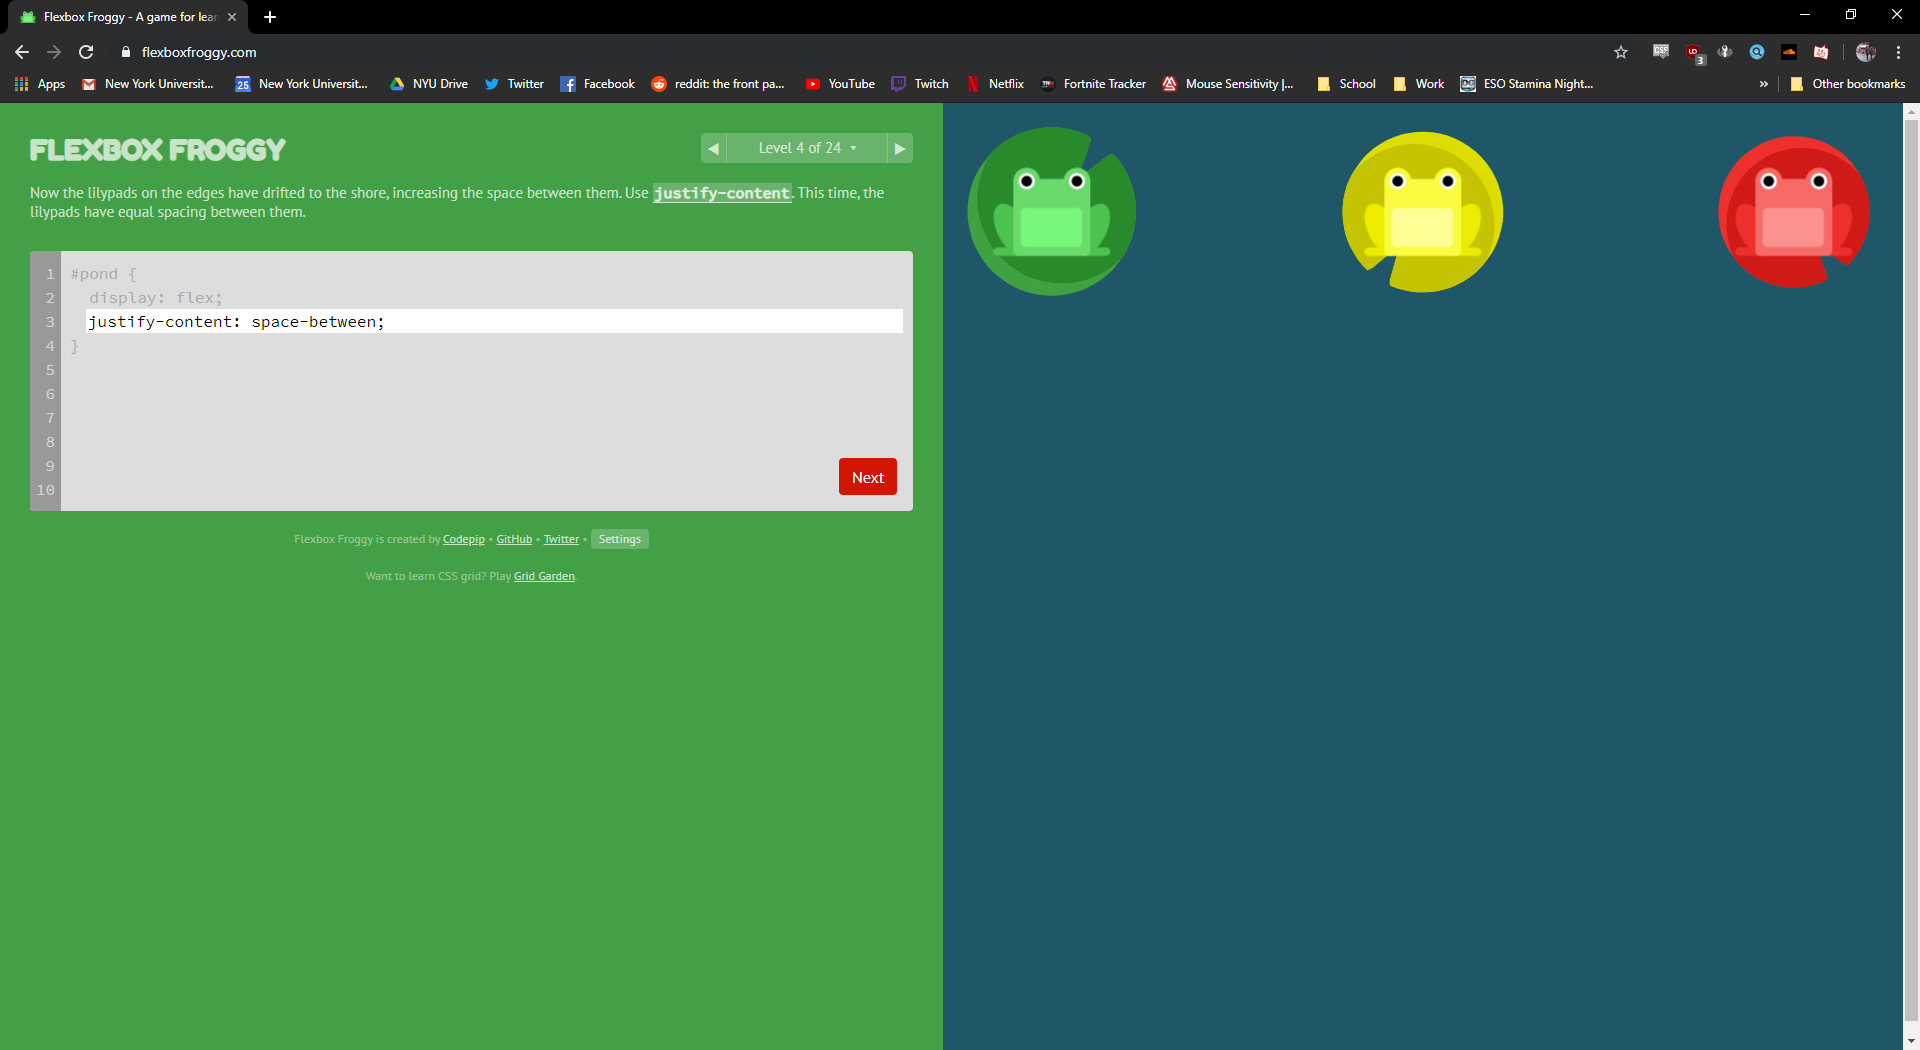 Flexbox Froggy - A game for lear
flexboxfroggy.com
Apps New York Universit... 25 New York Universit... NYU Drive Twitter Facebook reddit: the front pa... YouTube Twitch Netflix Fortnite Tracker Mouse Sensitivity |... School Work ESO Stamina Night... » Other bookmarks
FLEXBOX FROGGY
◀ Level 4 of 24 ▾ ▶
Now the lilypads on the edges have drifted to the shore, increasing the space between them. Use justify-content. This time, the
lilypads have equal spacing between them.
1 #pond {
2 display: flex;
3 justify-content: space-between;
4 }
5
6
7
8
9
10
Next
Flexbox Froggy is created by Codepip • GitHub • Twitter • Settings
Want to learn CSS grid? Play Grid Garden.